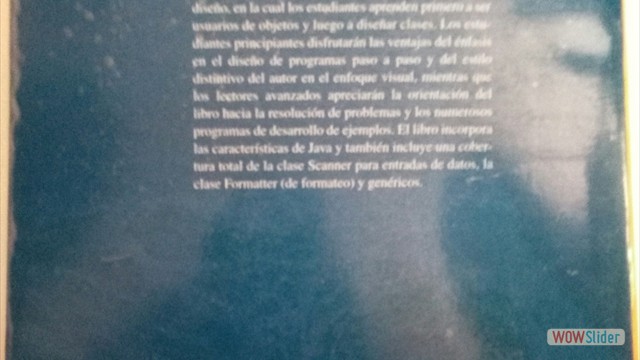 diseño, en la cual los estudiantes aprenden primero a ser
usuarios de objetos y luego a diseñar clases. Los estu-
diantes principiantes disfrutarán las ventajas del énfasis
en el diseño de programas paso a paso y del estilo
distintivo del autor en el enfoque visual, mientras que
los lectores avanzados apreciarán la orientación del
libro hacia la resolución de problemas y los numerosos
programas de desarrollo de ejemplos. El libro incorpora
las características de Java y también incluye una cober-
tura total de la clase Scanner para entradas de datos, la
clase Formatter (de formateo) y genéricos.
WOWSlider